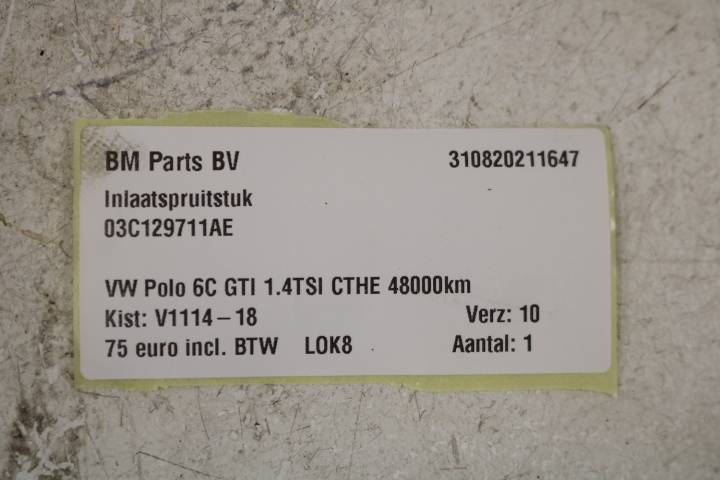 BM Parts BV 310820211647
Inlaatspruitstuk
03C129711AE
VW Polo 6C GTI 1.4TSI CTHE 48000km
Kist: V1114-18 Verz: 10
75 euro incl. BTW LOK8 Aantal: 1